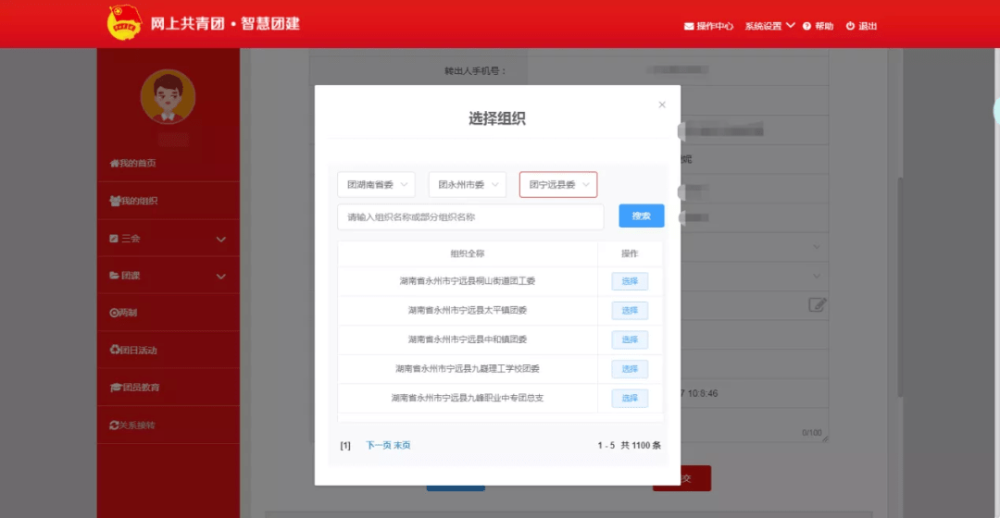 网上共青团·智慧团建
操作中心 系统设置 帮助 退出
转出人手机号：
选择组织
×
我的首页
我的组织
三会
团课
两制
团日活动
团员教育
关系接转
团湖南省委 团永州市委 团宁远县委
请输入组织名称或部分组织名称 搜索
组织全称 操作
湖南省永州市宁远县桐山街道团工委 选择
湖南省永州市宁远县太平镇团委 选择
湖南省永州市宁远县中和镇团委 选择
湖南省永州市宁远县九嶷理工学校团委 选择
湖南省永州市宁远县九峰职业中专团总支 选择
[1] 下一页 末页 1 - 5 共 1100 条
妮
7 10:9:46
0/100
交